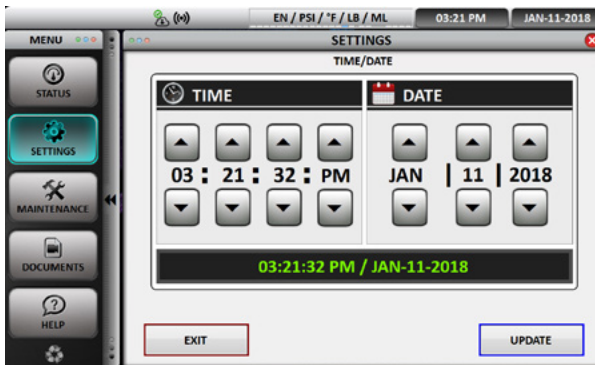 EN / PSI / °F / LB / ML 03:21 PM JAN-11-2018
MENU SETTINGS
TIME/DATE
STATUS
SETTINGS
MAINTENANCE
DOCUMENTS
HELP
TIME
03 : 21 : 32 : PM
DATE
JAN | 11 | 2018
03:21:32 PM / JAN-11-2018
EXIT UPDATE